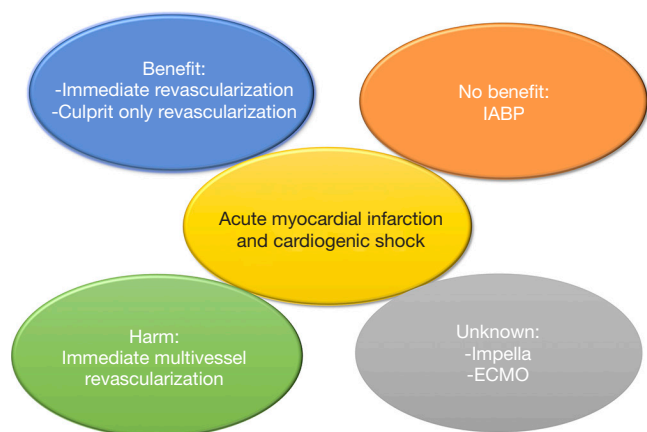 Benefit:
-Immediate revascularization
-Culprit only revascularization
No benefit:
IABP
Acute myocardial infarction
and cardiogenic shock
Harm:
Immediate multivessel
revascularization
Unknown:
-Impella
-ECMO